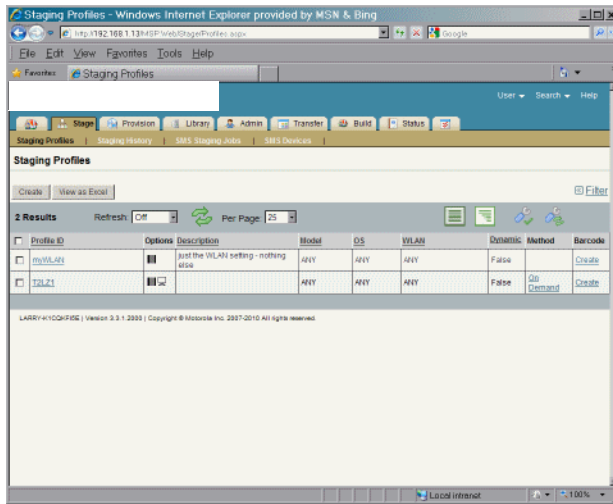 Staging Profiles - Windows Internet Explorer provided by MSN & Bing
http://192.168.1.13/MSP.Web/Stage/Profiles.aspx
Google
File Edit View Favorites Tools Help
Favorites Staging Profiles
User Search Help
Stage Provision Library Admin Transfer Build Status
Staging Profiles | Staging History | SMS Staging Jobs | SMS Devices |
Staging Profiles
Create View as Excel Filter
2 Results Refresh: Off Per Page: 25
Profile ID Options Description Model OS WLAN Dynamic Method Barcode
myWLAN just the WLAN setting - nothing else ANY ANY ANY False Create
T2LZ1 ANY ANY ANY False On Demand Create
LARRY-K1CQKFI5E | Version 3.3.1.2000 | Copyright © Motorola Inc. 2007-2010 All rights reserved.
Local intranet 100%